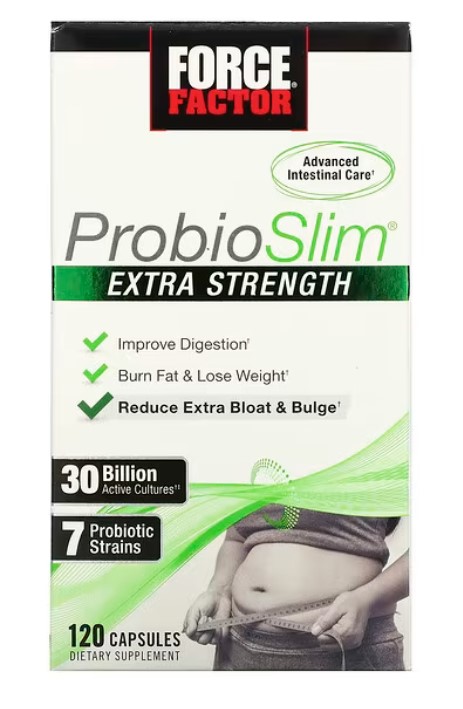 FORCE
FACTOR®
Advanced
Intestinal Care†
ProbioSlim®
EXTRA STRENGTH
Improve Digestion†
Burn Fat & Lose Weight†
Reduce Extra Bloat & Bulge†
30 Billion
Active Cultures†‡
7 Probiotic
Strains
120 CAPSULES
DIETARY SUPPLEMENT